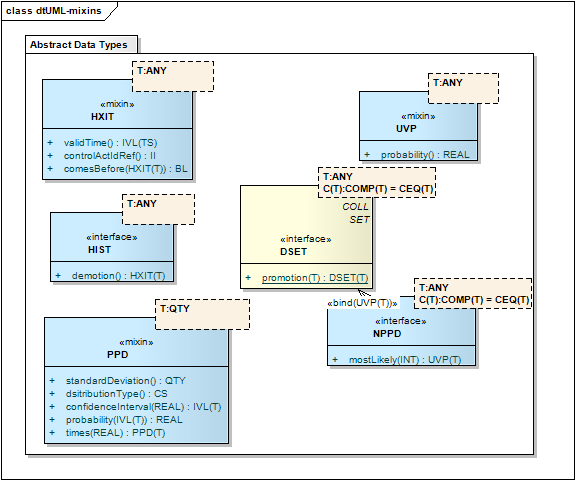 class dtUML-mixins
Abstract Data Types
T:ANY
«mixin»
HXIT
+ validTime() : IVL(TS)
+ controlActIdRef() : II
+ comesBefore(HXIT(T)) : BL
T:ANY
«mixin»
UVP
+ probability() : REAL
T:ANY
«interface»
HIST
+ demotion() : HXIT(T)
T:ANY
C(T):COMP(T) = CEQ(T)
COLL
SET
«interface»
DSET
+ promotion(T) : DSET(T)
«bind(UVP(T))»
T:ANY
C(T):COMP(T) = CEQ(T)
«interface»
NPPD
+ mostLikely(INT) : UVP(T)
T:QTY
«mixin»
PPD
+ standardDeviation() : QTY
+ dsitributionType() : CS
+ confidenceInterval(REAL) : IVL(T)
+ probability(IVL(T)) : REAL
+ times(REAL) : PPD(T)